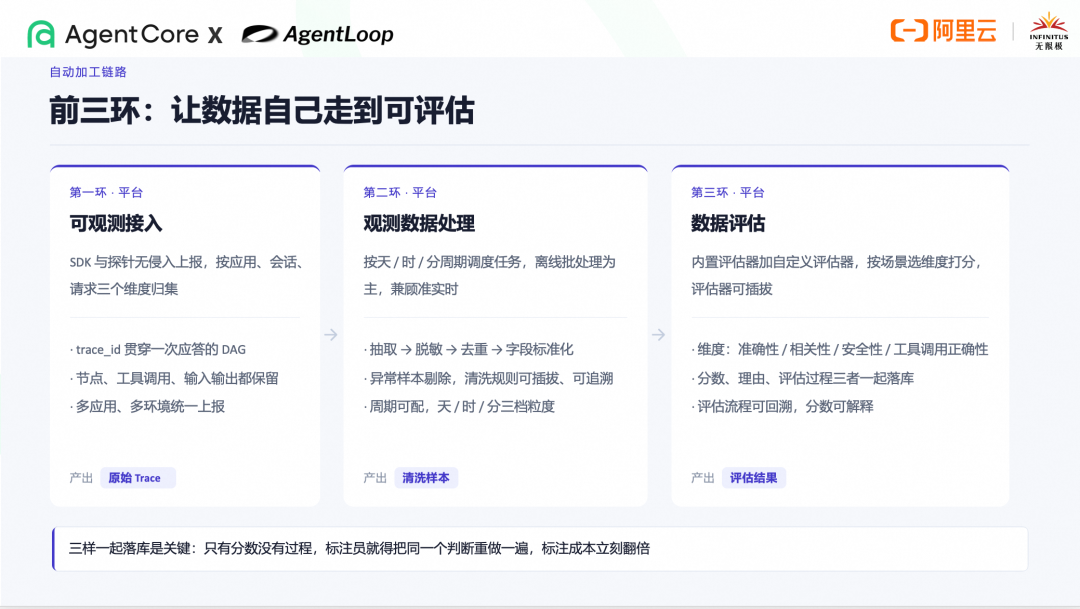 AgentCore X AgentLoop
阿里云
INFINITUS
无限极
自动加工链路
前三环：让数据自己走到可评估
第一环 · 平台
可观测接入
SDK 与探针无侵入上报，按应用、会话、
请求三个维度归集
· trace_id 贯穿一次应答的 DAG
· 节点、工具调用、输入输出都保留
· 多应用、多环境统一上报
产出 原始 Trace
→
第二环 · 平台
观测数据处理
按天 / 时 / 分周期调度任务，离线批处理为
主，兼顾准实时
· 抽取 → 脱敏 → 去重 → 字段标准化
· 异常样本剔除，清洗规则可插拔、可追溯
· 周期可配，天 / 时 / 分三档粒度
产出 清洗样本
→
第三环 · 平台
数据评估
内置评估器加自定义评估器，按场景选维度打分，
评估器可插拔
· 维度：准确性 / 相关性 / 安全性 / 工具调用正确性
· 分数、理由、评估过程三者一起落库
· 评估流程可回溯，分数可解释
产出 评估结果
三样一起落库是关键：只有分数没有过程，标注员就得把同一个判断重做一遍，标注成本立刻翻倍